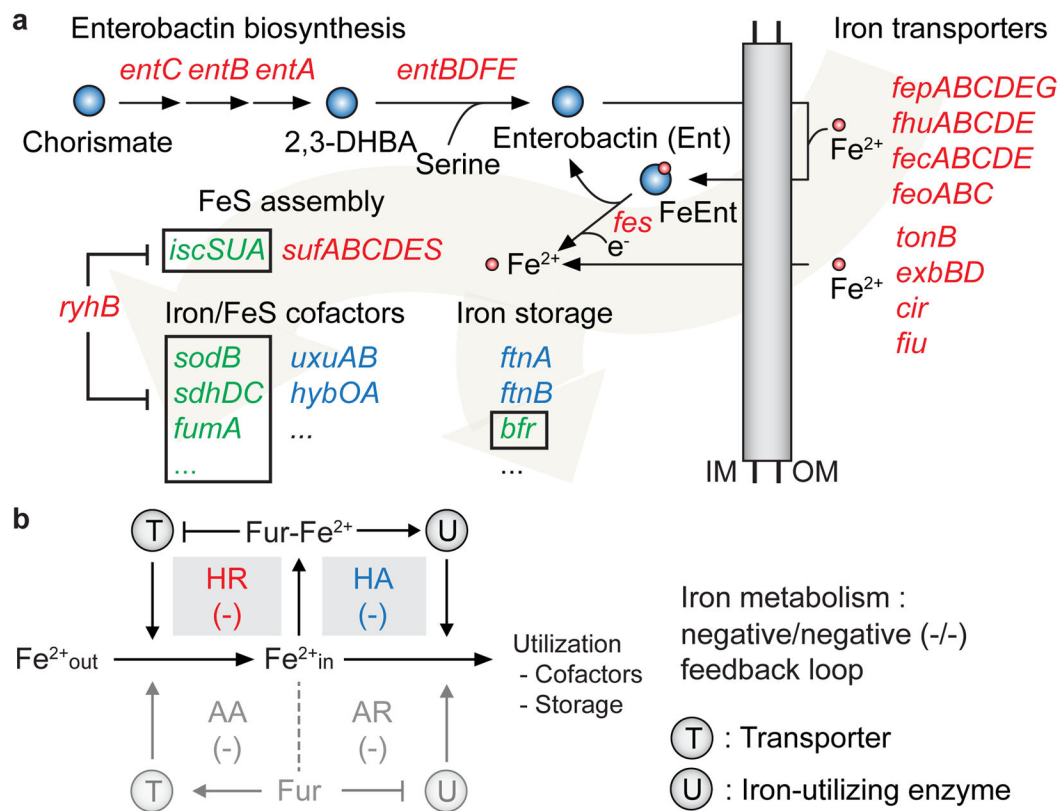 a
Enterobactin biosynthesis
Iron transporters
entC entB entA
entBDFE
Chorismate
2,3-DHBA
Serine
Enterobactin (Ent)
Fe2+
fepABCDEG
fhuABCDE
fecABCDE
feoABC
FeEnt
fes
e-
Fe2+
Fe2+
tonB
exbBD
cir
fiu
FeS assembly
iscSUA
sufABCDES
ryhB
Iron/FeS cofactors
sodB
sdhDC
fumA
...
uxuAB
hybOA
...
Iron storage
ftnA
ftnB
bfr
...
IM
OM
b
T
Fur-Fe2+
U
HR
(-)
HA
(-)
Fe2+out
Fe2+in
Utilization
- Cofactors
- Storage
AA
(-)
AR
(-)
T
Fur
U
Iron metabolism :
negative/negative (-/-)
feedback loop
T : Transporter
U : Iron-utilizing enzyme